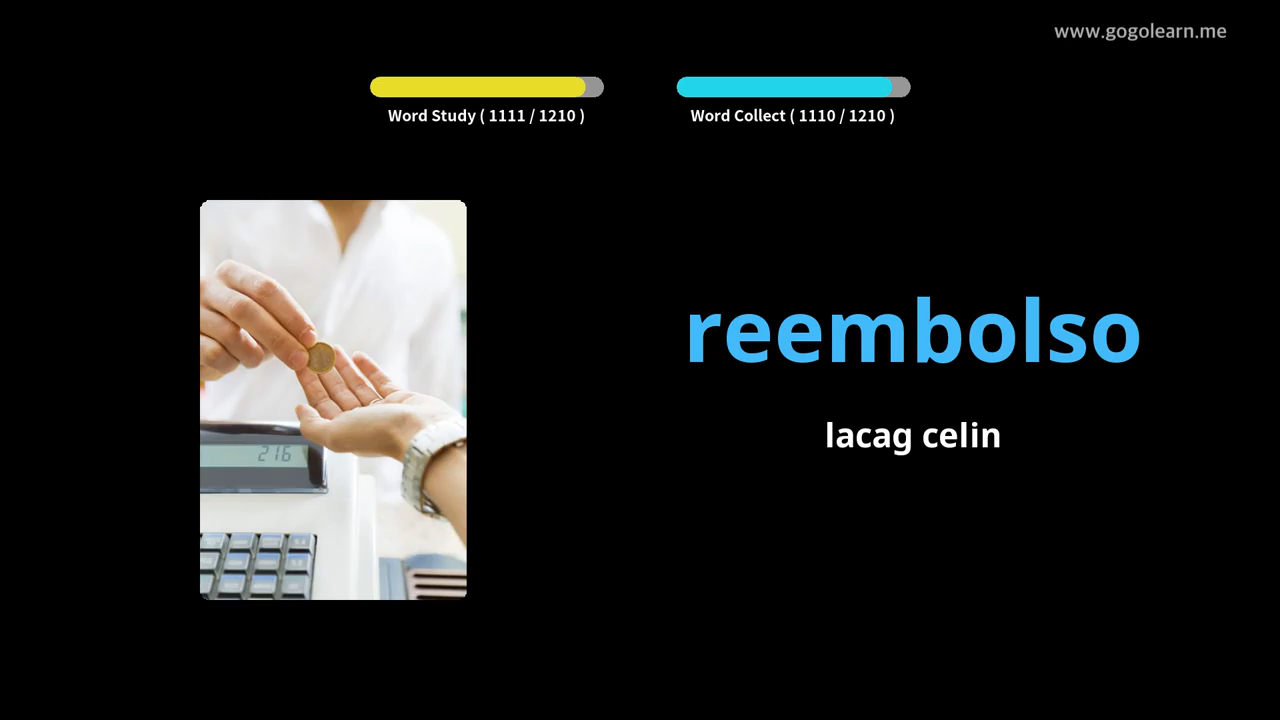 www.gogolearn.me
Word Study ( 1111 / 1210 )
Word Collect ( 1110 / 1210 )
reembolso
lacag celin
216